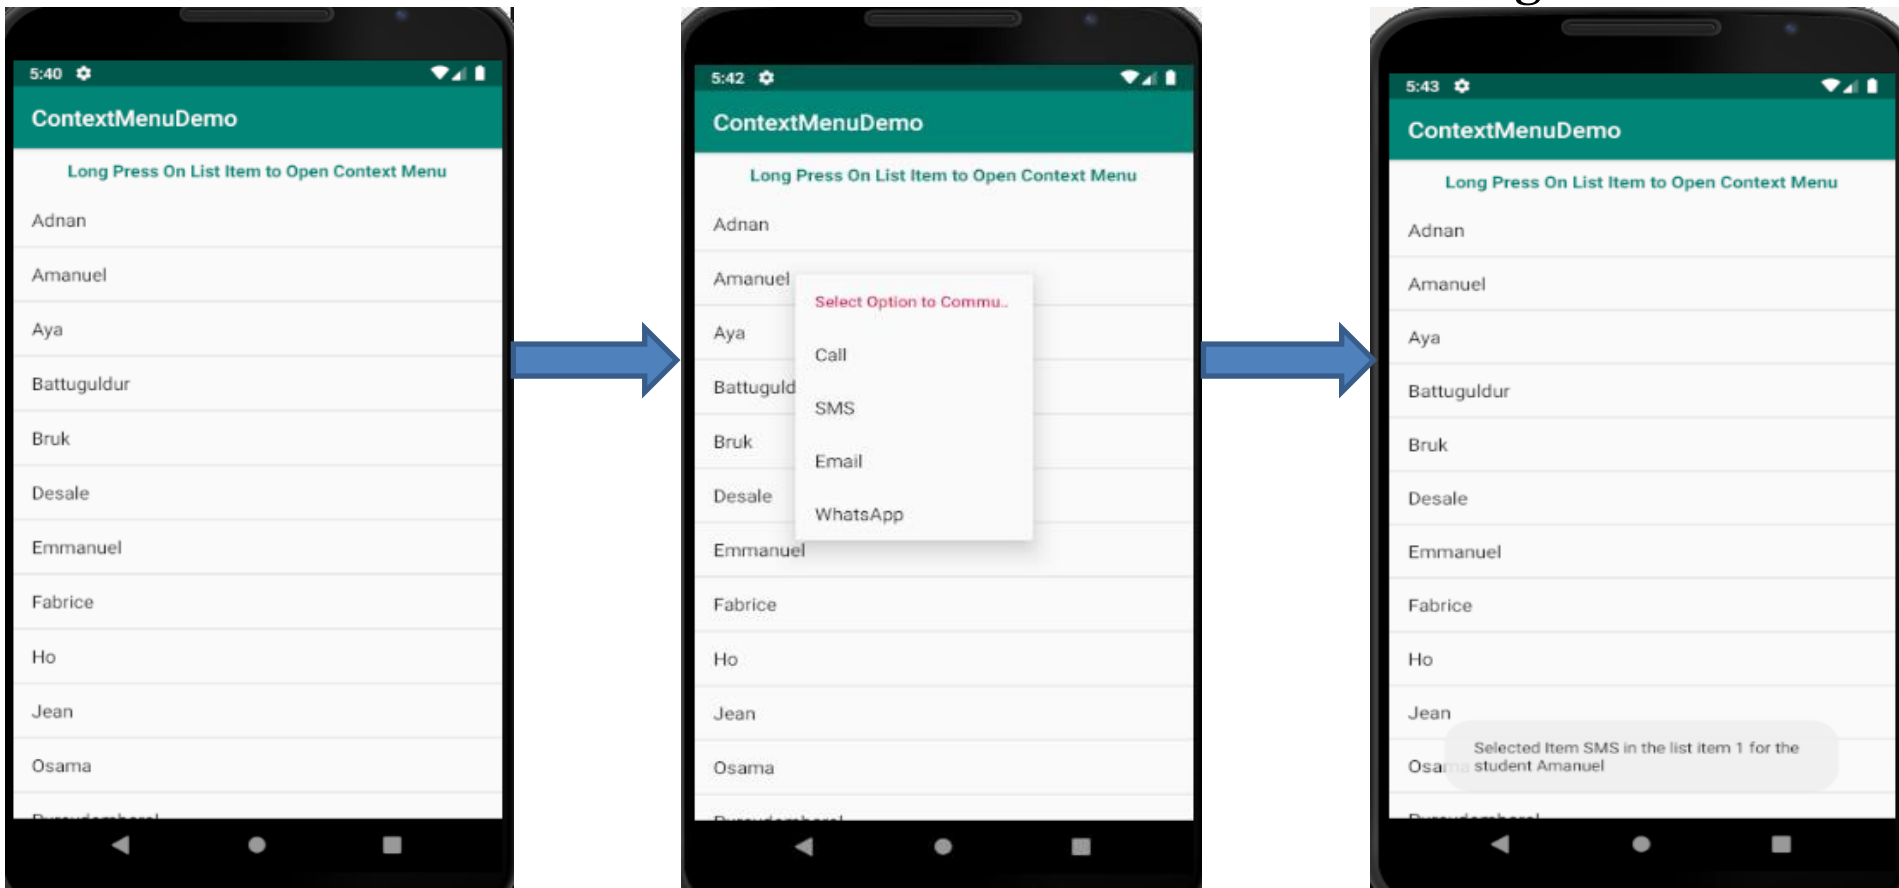 5:40
ContextMenuDemo
Long Press On List Item to Open Context Menu
Adnan
Amanuel
Aya
Battuguldur
Bruk
Desale
Emmanuel
Fabrice
Ho
Jean
Osama
5:42
ContextMenuDemo
Long Press On List Item to Open Context Menu
Adnan
Amanuel
Aya
Battuguld
Bruk
Desale
Emmanuel
Fabrice
Ho
Jean
Osama
Select Option to Commu..
Call
SMS
Email
WhatsApp
5:43
ContextMenuDemo
Long Press On List Item to Open Context Menu
Adnan
Amanuel
Aya
Battuguldur
Bruk
Desale
Emmanuel
Fabrice
Ho
Jean
Osama
Selected Item SMS in the list item 1 for the
student Amanuel